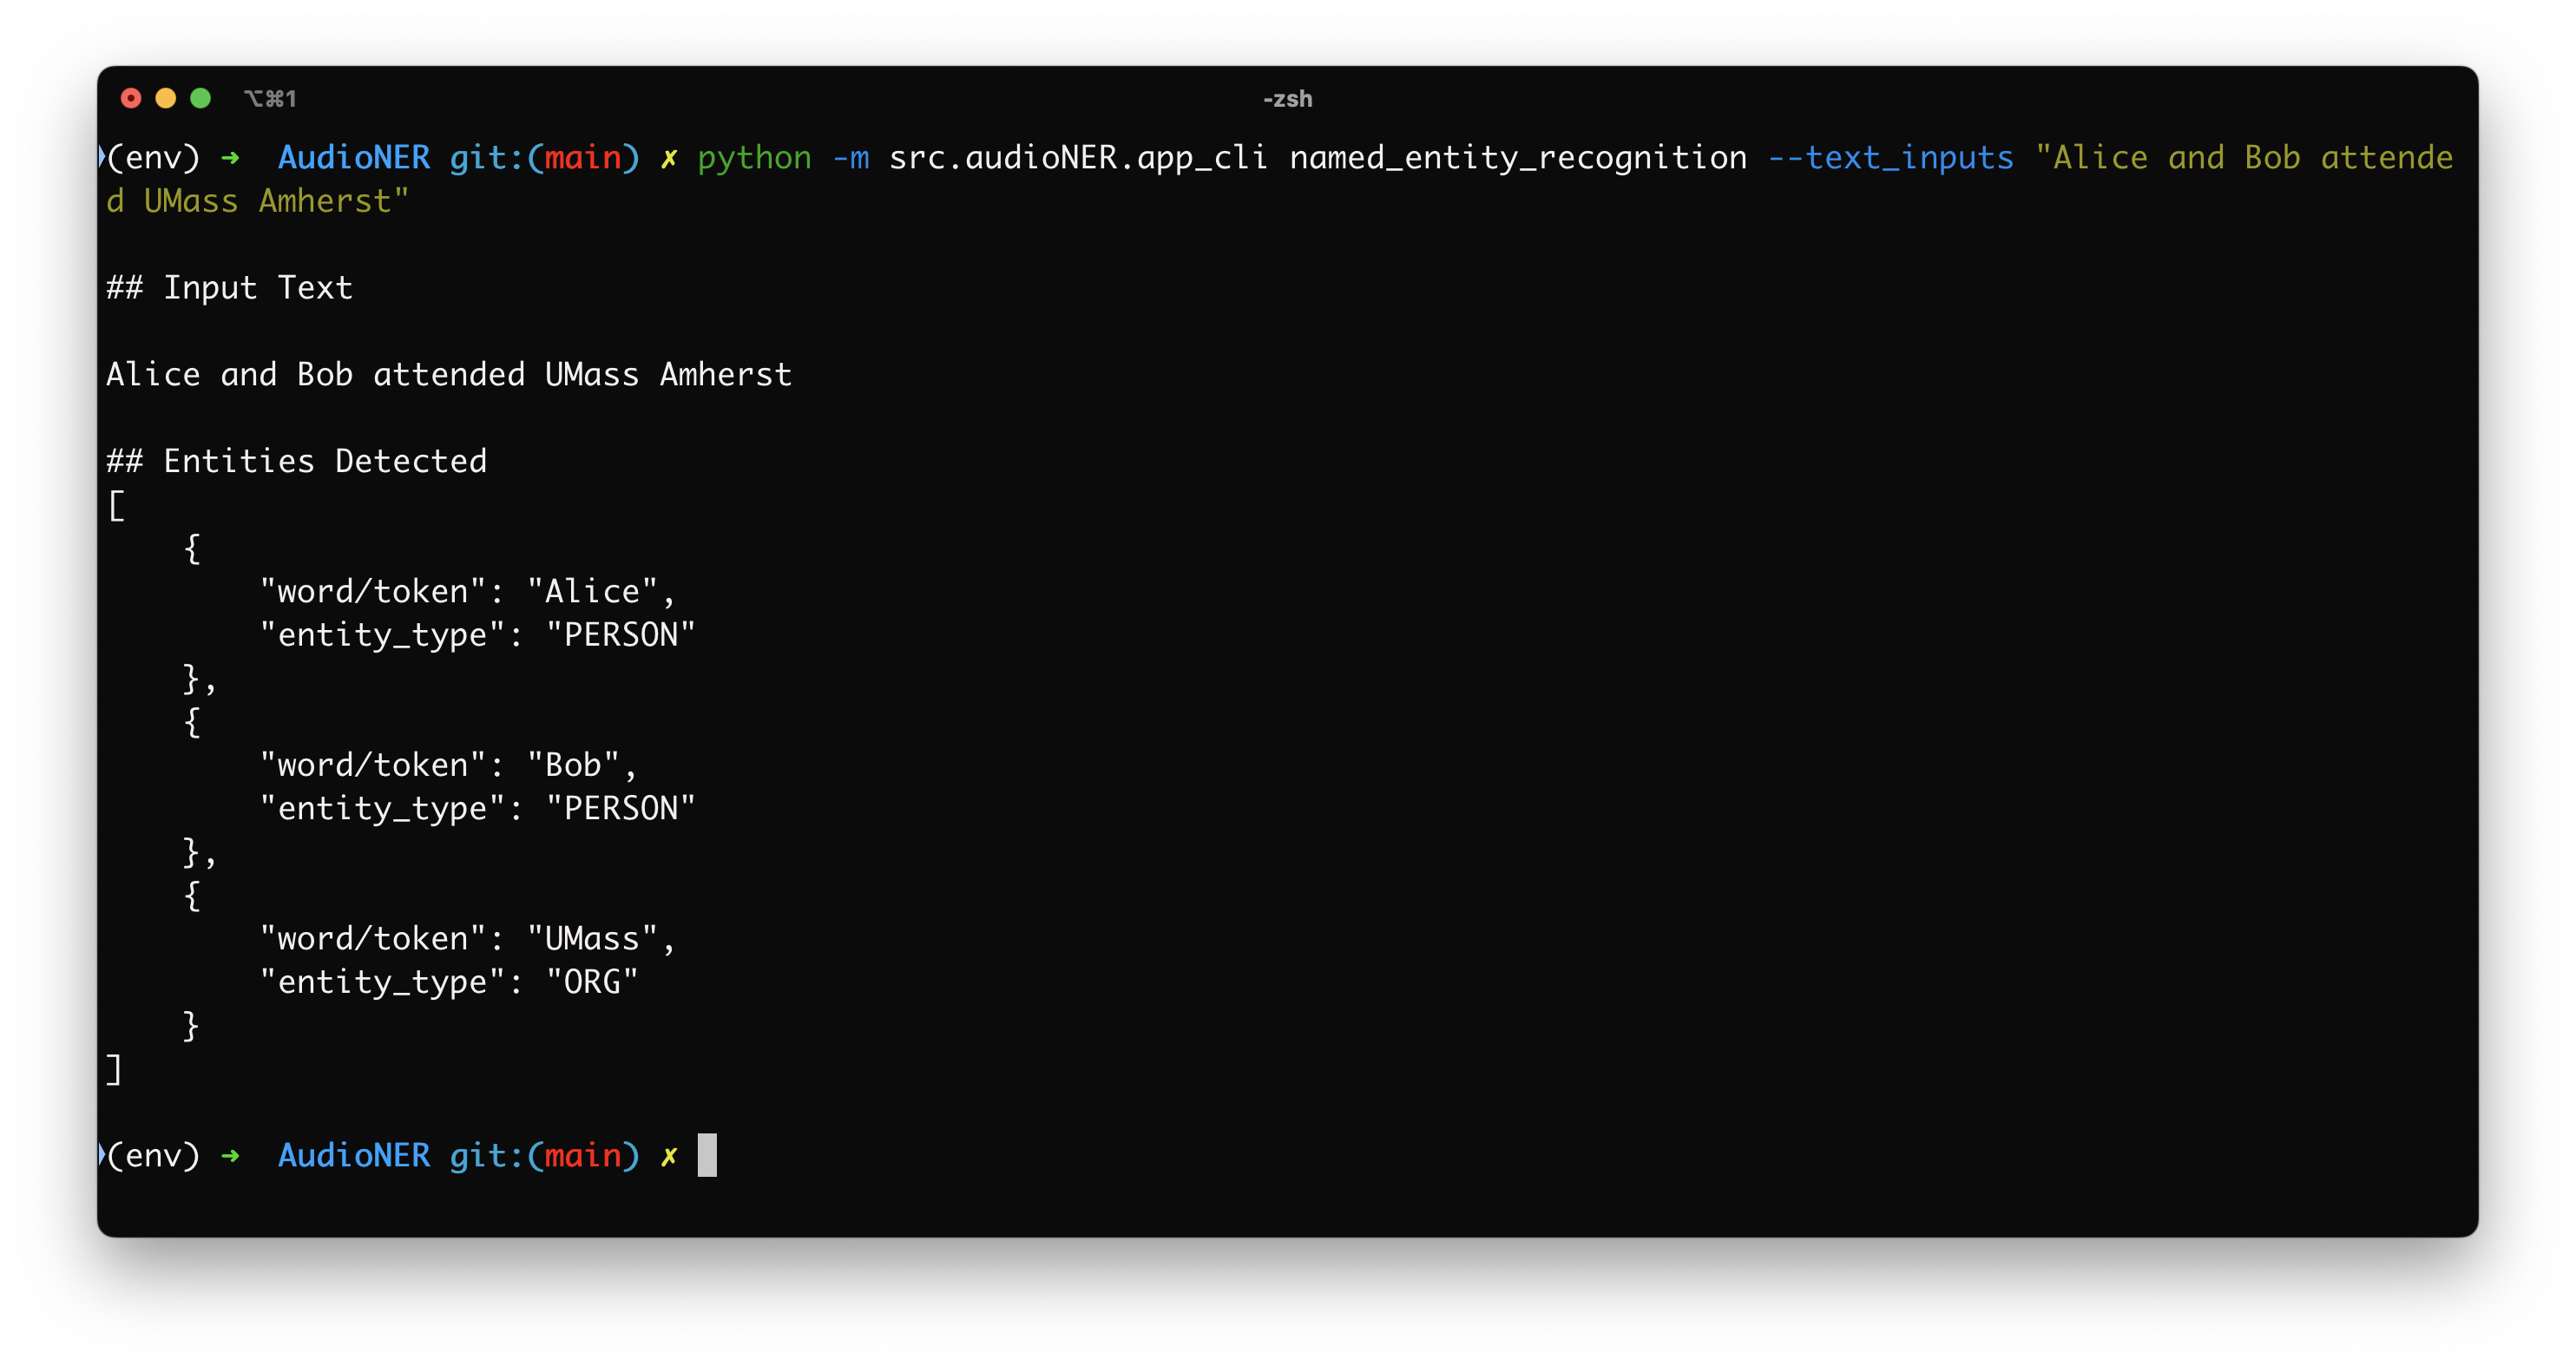 ⌥⌘1 -zsh
(env) ➜ AudioNER git:(main) ✗ python -m src.audioNER.app_cli named_entity_recognition --text_inputs "Alice and Bob attende
d UMass Amherst"
## Input Text
Alice and Bob attended UMass Amherst
## Entities Detected
[
    {
        "word/token": "Alice",
        "entity_type": "PERSON"
    },
    {
        "word/token": "Bob",
        "entity_type": "PERSON"
    },
    {
        "word/token": "UMass",
        "entity_type": "ORG"
    }
]
(env) ➜ AudioNER git:(main) ✗